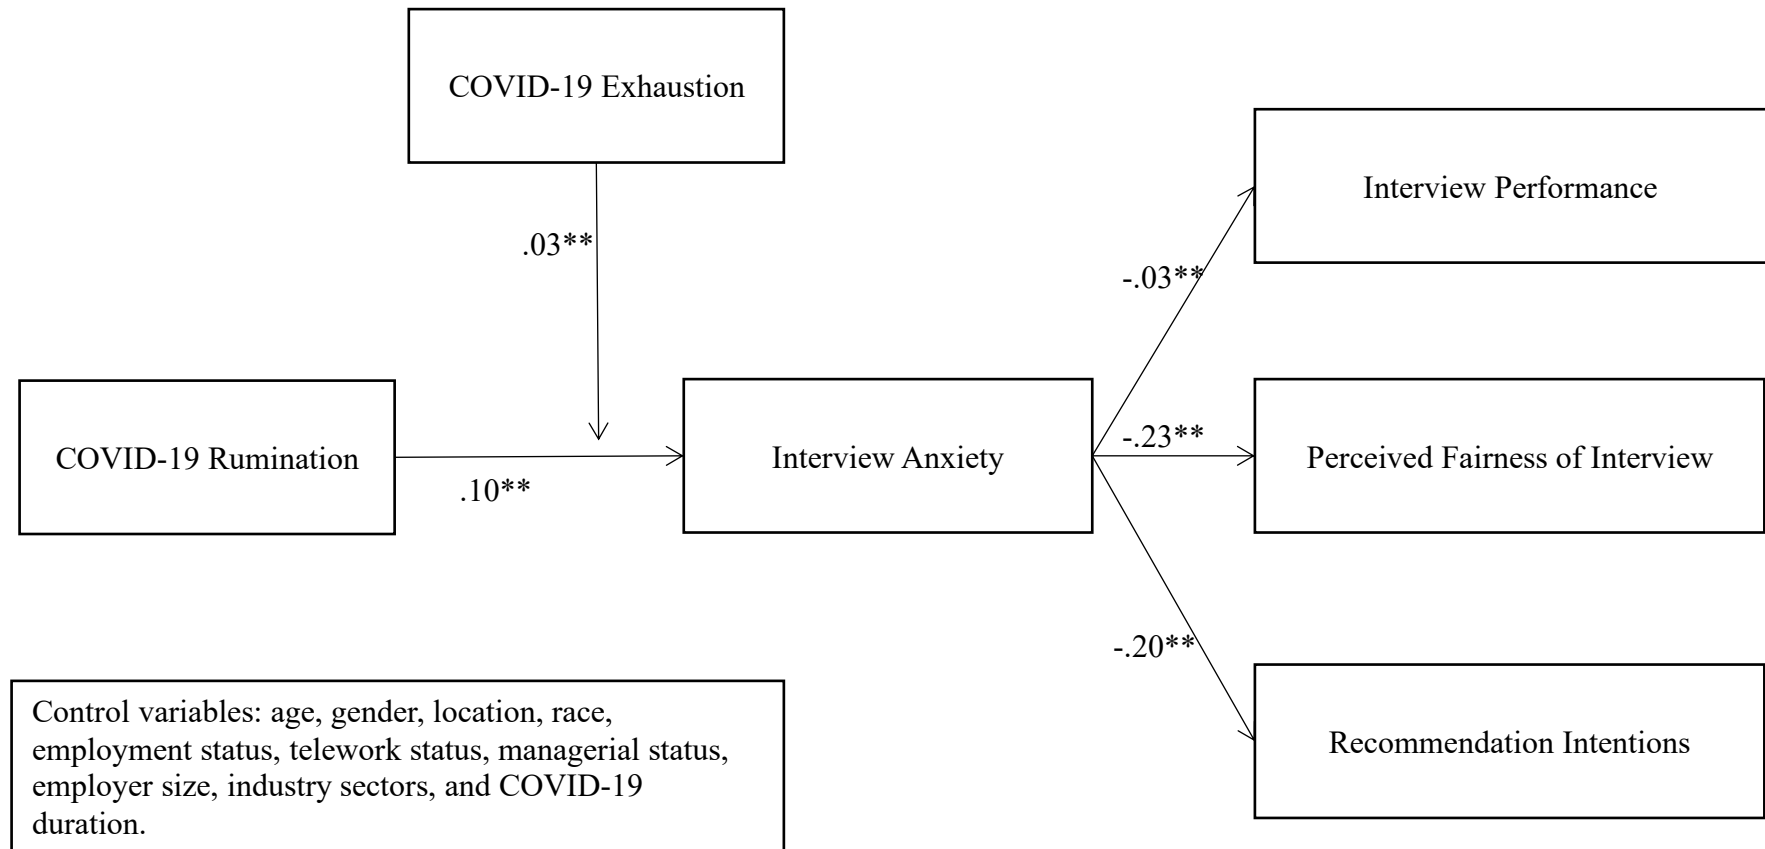 COVID-19 Exhaustion
Interview Performance
.03**
-.03**
COVID-19 Rumination
.10**
Interview Anxiety
-.23**
Perceived Fairness of Interview
-.20**
Recommendation Intentions
Control variables: age, gender, location, race,
employment status, telework status, managerial status,
employer size, industry sectors, and COVID-19
duration.